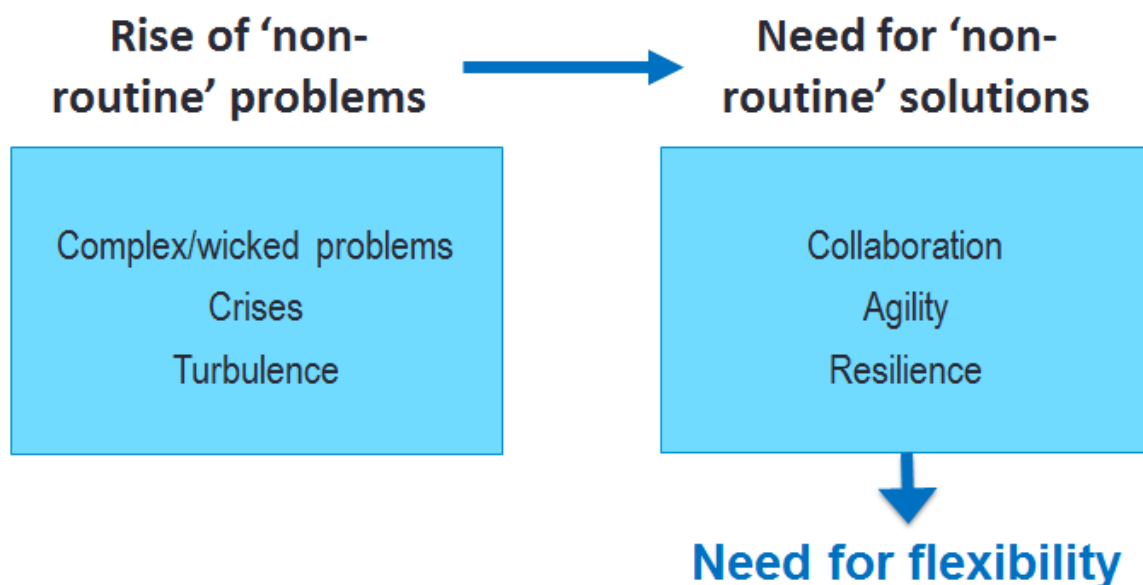 Rise of ‘non-
routine’ problems
Need for ‘non-
routine’ solutions
Complex/wicked problems
Crises
Turbulence
Collaboration
Agility
Resilience
Need for flexibility